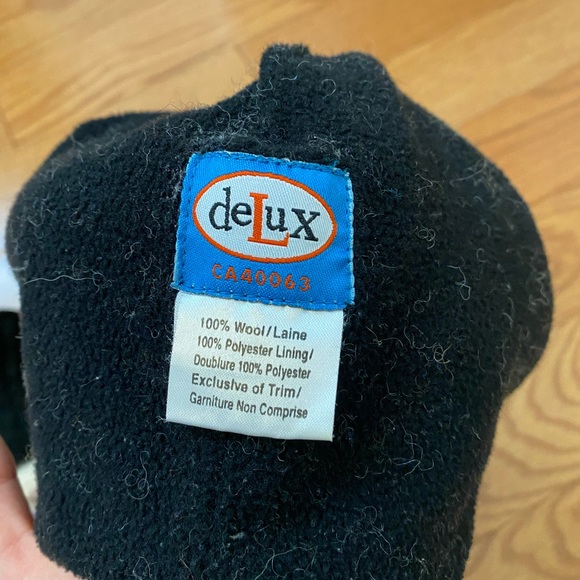 deLux
CA40063
100% Wool/Laine
100% Polyester Lining/
Doublure 100% Polyester
Exclusive of Trim/
Garniture Non Comprise